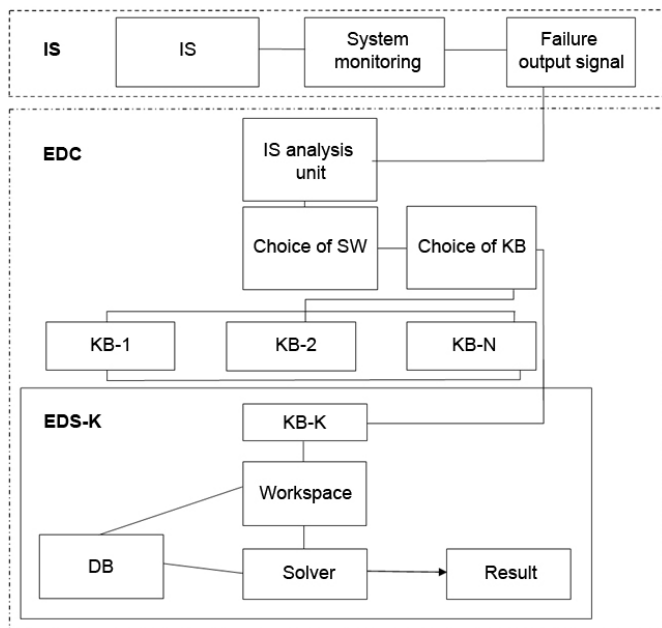 IS
IS
System
monitoring
Failure
output signal
EDC
IS analysis
unit
Choice of SW
Choice of KB
KB-1
KB-2
KB-N
EDS-K
KB-K
Workspace
DB
Solver
Result